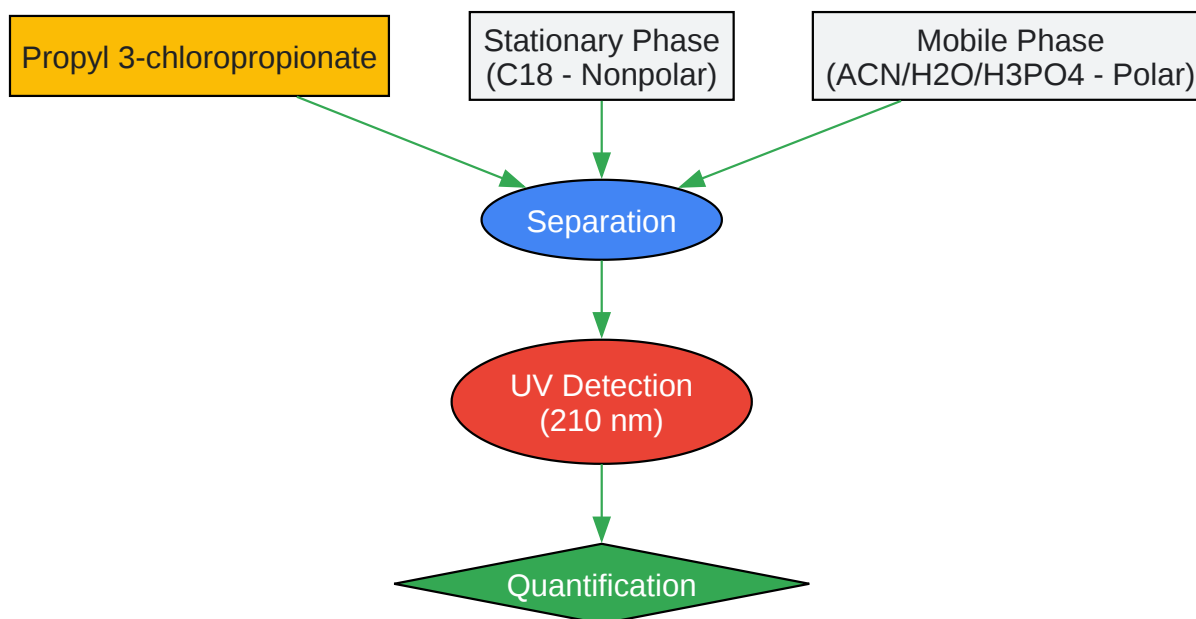 Propyl 3-chloropropionate
Stationary Phase
(C18 - Nonpolar)
Mobile Phase
(ACN/H2O/H3PO4 - Polar)
Separation
UV Detection
(210 nm)
Quantification